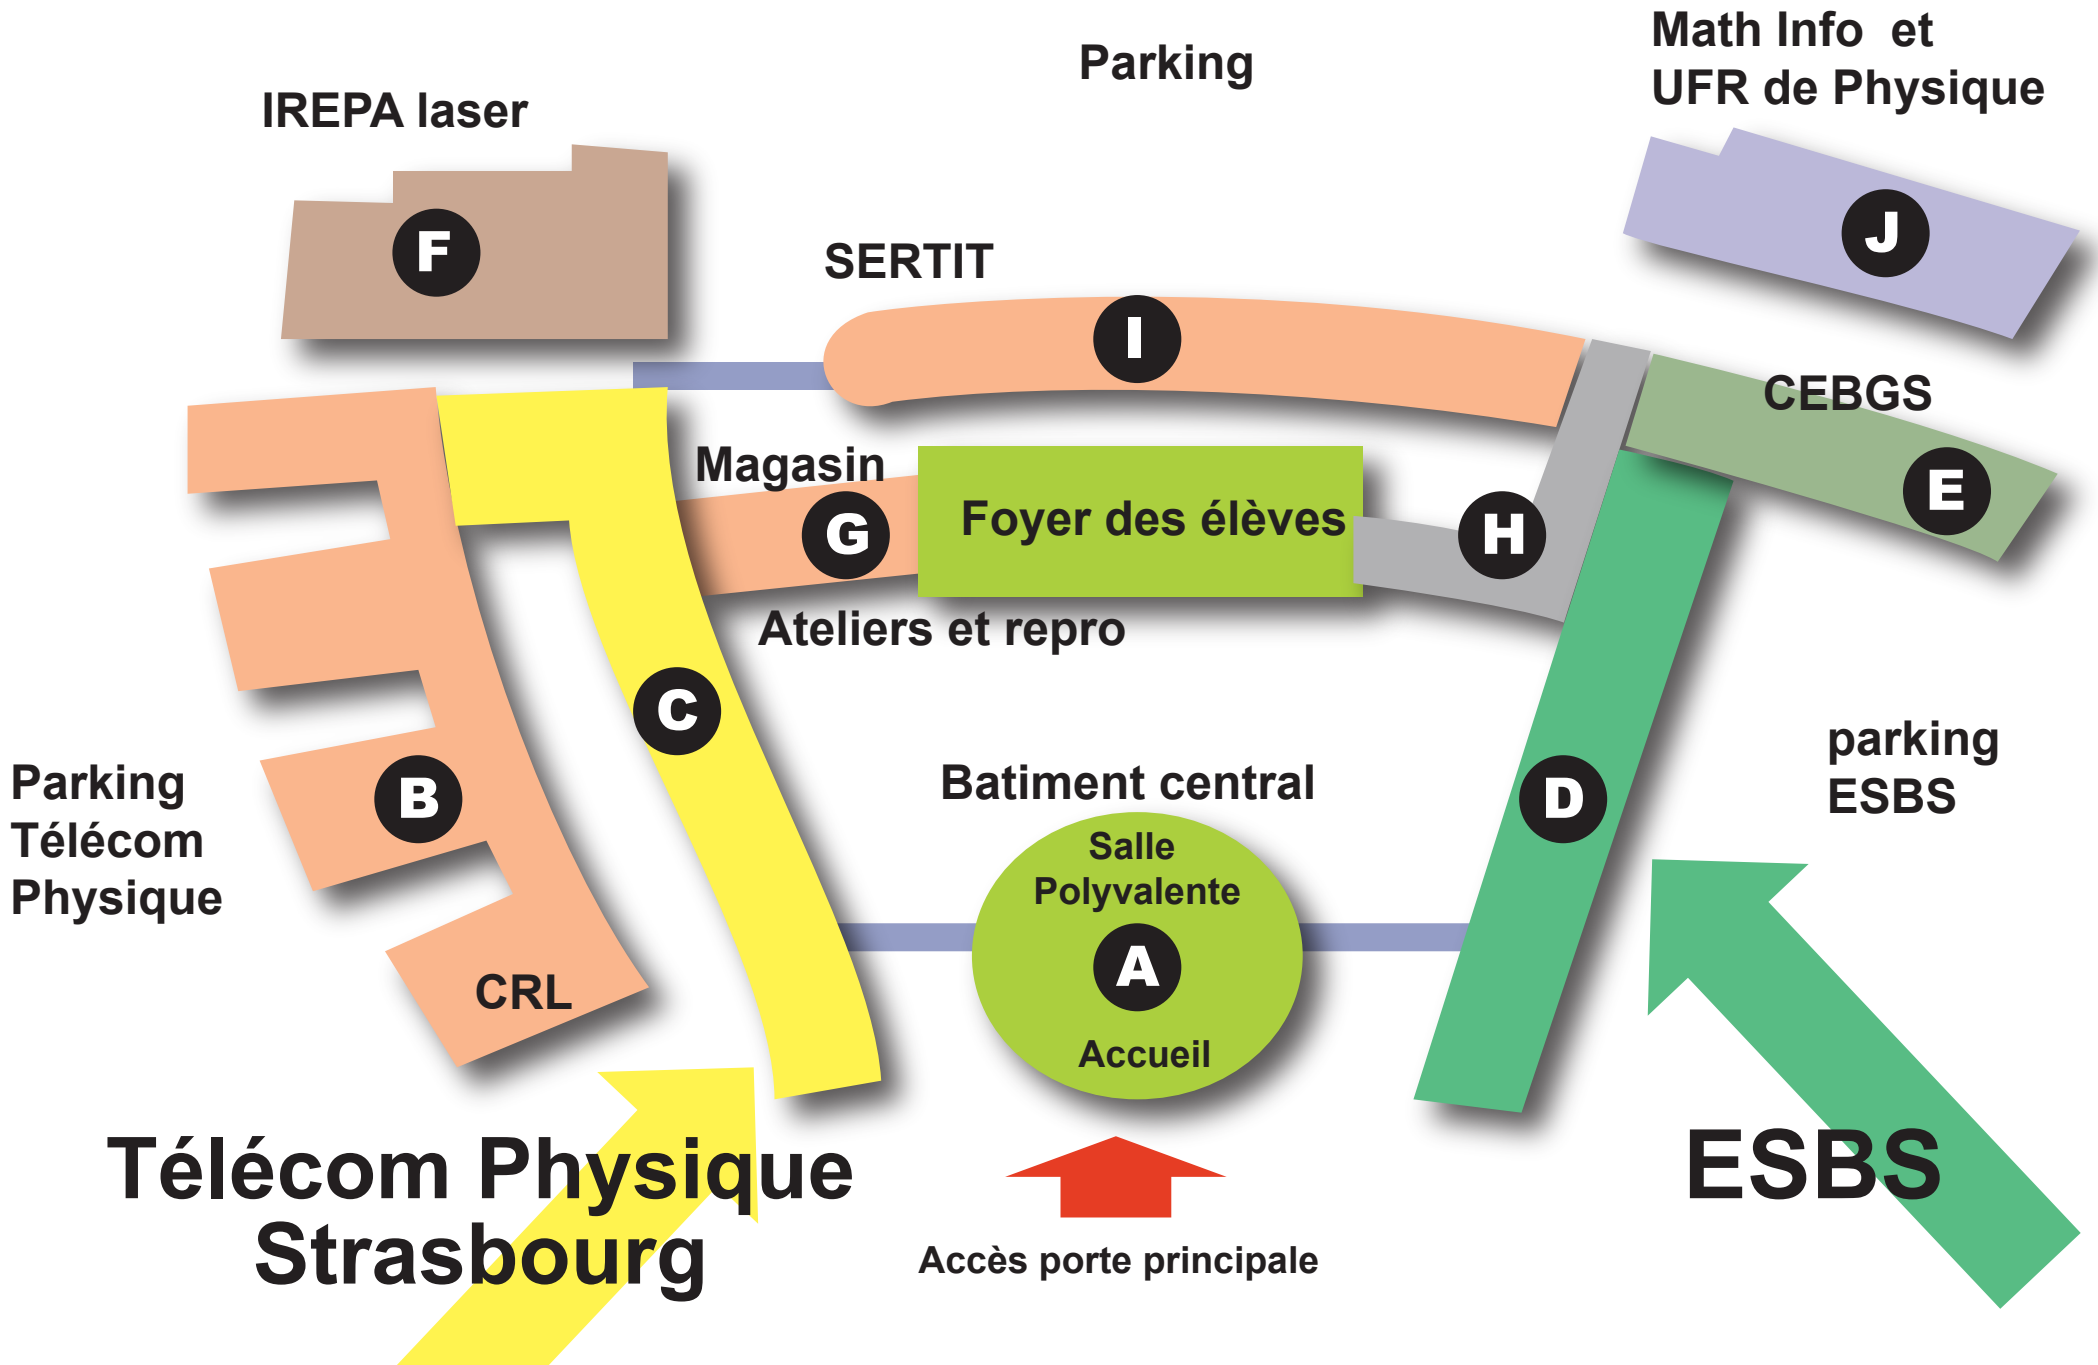 Parking
Math Info  et
UFR de Physique
IREPA laser
F
J
SERTIT
I
CEBGS
Magasin
E
G
Foyer des élèves
H
Ateliers et repro
C
parking
ESBS
Parking
Télécom
Physique
B
Batiment central
D
Salle
Polyvalente
A
CRL
Accueil
Télécom Physique
Strasbourg
ESBS
Accès porte principale